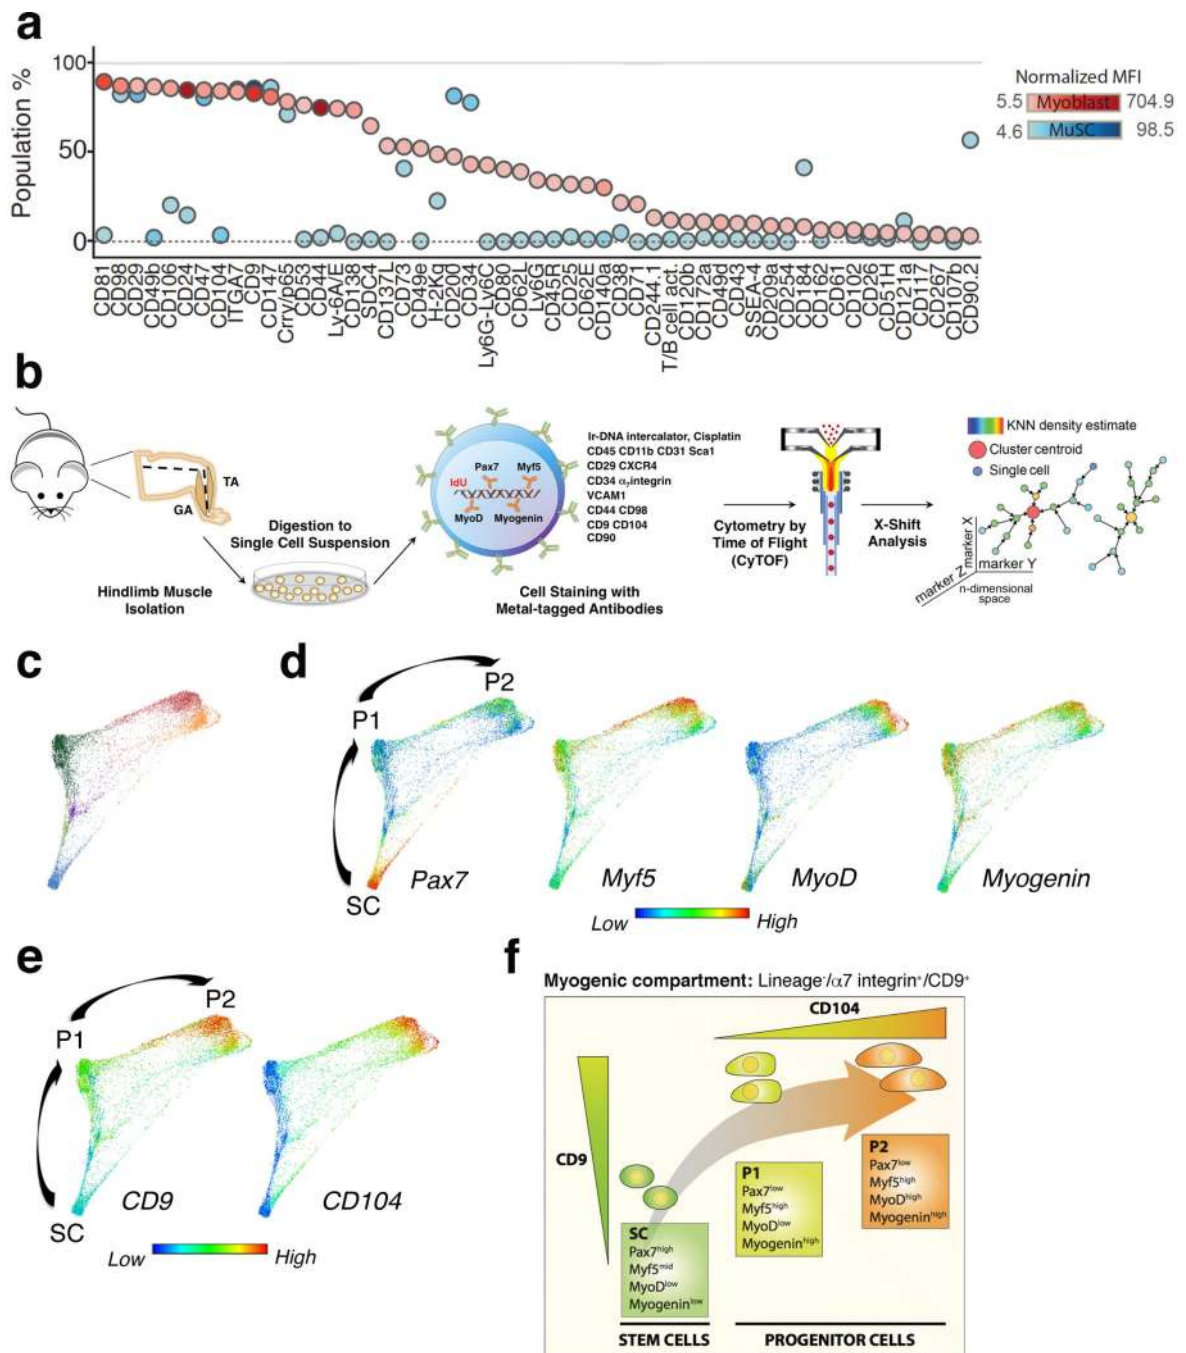 a
Population %
100
50
0
Normalized MFI
5.5 Myoblast 704.9
4.6 MuSC 98.5
CD81
CD98
CD29
CD49b
CD106
CD24
CD47
CD104
ITGA7
CD9
CD147
Crry/p65
CD53
CD44
Ly-6A/E
CD138
SDC4
CD137L
CD73
CD49e
H-2Kq
CD200
CD34
Ly6G-Ly6C
CD80
CD62L
Ly6G
CD45R
CD25
CD62E
CD140a
CD38
CD71
CD244.1
T/B cell act.
CD120b
CD172a
CD49d
CD43
SSEA-4
CD209a
CD254
CD184
CD162
CD61
CD102
CD26
CD51H
CD121a
CD117
CD267
CD107b
CD90.2
b
TA
GA
Hindlimb Muscle
Isolation
Digestion to
Single Cell Suspension
Pax7 Myf5
IdU
MyoD Myogenin
Ir-DNA intercalator, Cisplatin
CD45 CD11b CD31 Sca1
CD29 CXCR4
CD34 α7integrin
VCAM1
CD44 CD98
CD9 CD104
CD90
Cell Staining with
Metal-tagged Antibodies
Cytometry by
Time of Flight
(CyTOF)
X-Shift
Analysis
KNN density estimate
Cluster centroid
Single cell
marker X
marker Y
marker Z
n-dimensional
space
c
d
P2
P1
SC
Pax7
Myf5
MyoD
Myogenin
Low High
e
P2
P1
SC
CD9
CD104
Low High
f
Myogenic compartment: Lineage-/α7 integrin+/CD9+
CD104
CD9
P2
Pax7low
Myf5high
MyoDhigh
Myogeninhigh
P1
Pax7low
Myf5high
MyoDlow
Myogeninhigh
SC
Pax7high
Myf5mid
MyoDlow
Myogeninlow
STEM CELLS
PROGENITOR CELLS